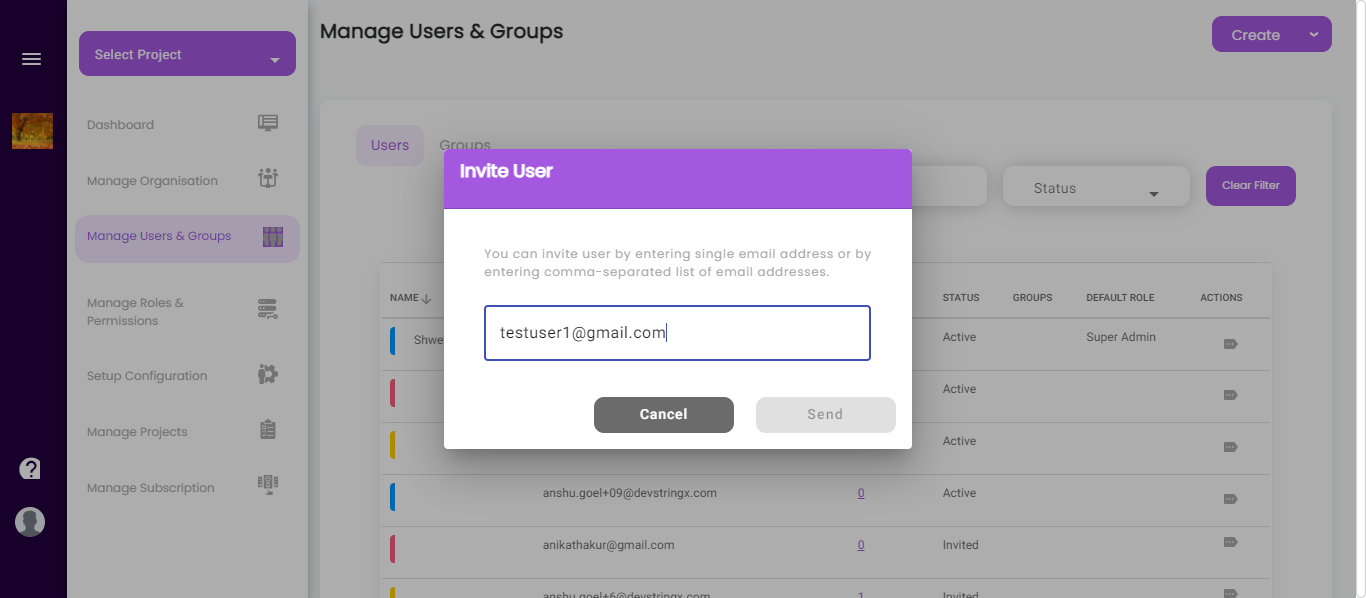 Manage Users & Groups
Create
Select Project
Dashboard
Manage Organisation
Manage Users & Groups
Manage Roles &
Permissions
Setup Configuration
Manage Projects
Manage Subscription
Users
Groups
Status
Clear Filter
Invite User
You can invite user by entering single email address or by
entering comma-separated list of email addresses.
testuser1@gmail.com
Cancel
Send
NAME STATUS GROUPS DEFAULT ROLE ACTIONS
Shwe Active Super Admin
Active
Active
anshu.goel+09@devstringx.com 0 Active
anikathakur@gmail.com 0 Invited
anshu.goel+6@devstringx.com 1 Invited